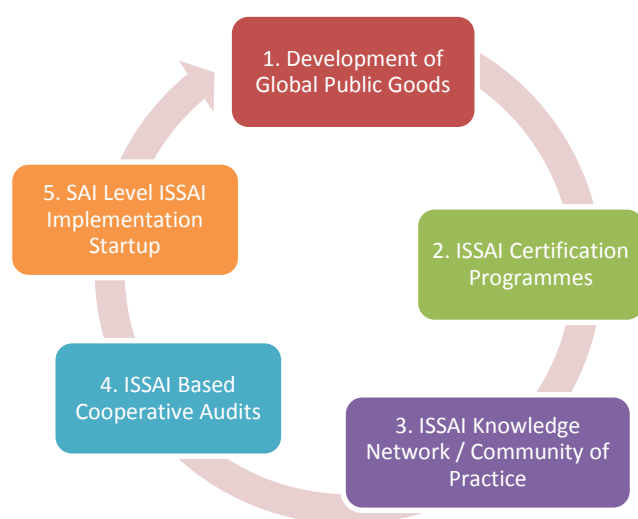 1. Development of
Global Public Goods
2. ISSAI Certification
Programmes
3. ISSAI Knowledge
Network / Community of
Practice
4. ISSAI Based
Cooperative Audits
5. SAI Level ISSAI
Implementation
Startup